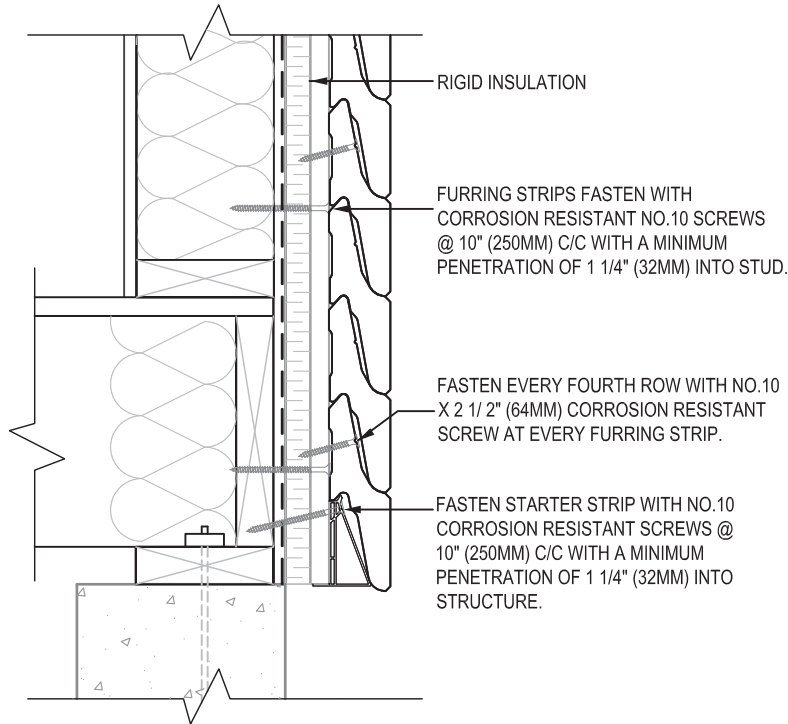 RIGID INSULATION
FURRING STRIPS FASTEN WITH
CORROSION RESISTANT NO.10 SCREWS
@ 10" (250MM) C/C WITH A MINIMUM
PENETRATION OF 1 1/4" (32MM) INTO STUD.
FASTEN EVERY FOURTH ROW WITH NO.10
X 2 1/ 2" (64MM) CORROSION RESISTANT
SCREW AT EVERY FURRING STRIP.
FASTEN STARTER STRIP WITH NO.10
CORROSION RESISTANT SCREWS @
10" (250MM) C/C WITH A MINIMUM
PENETRATION OF 1 1/4" (32MM) INTO
STRUCTURE.